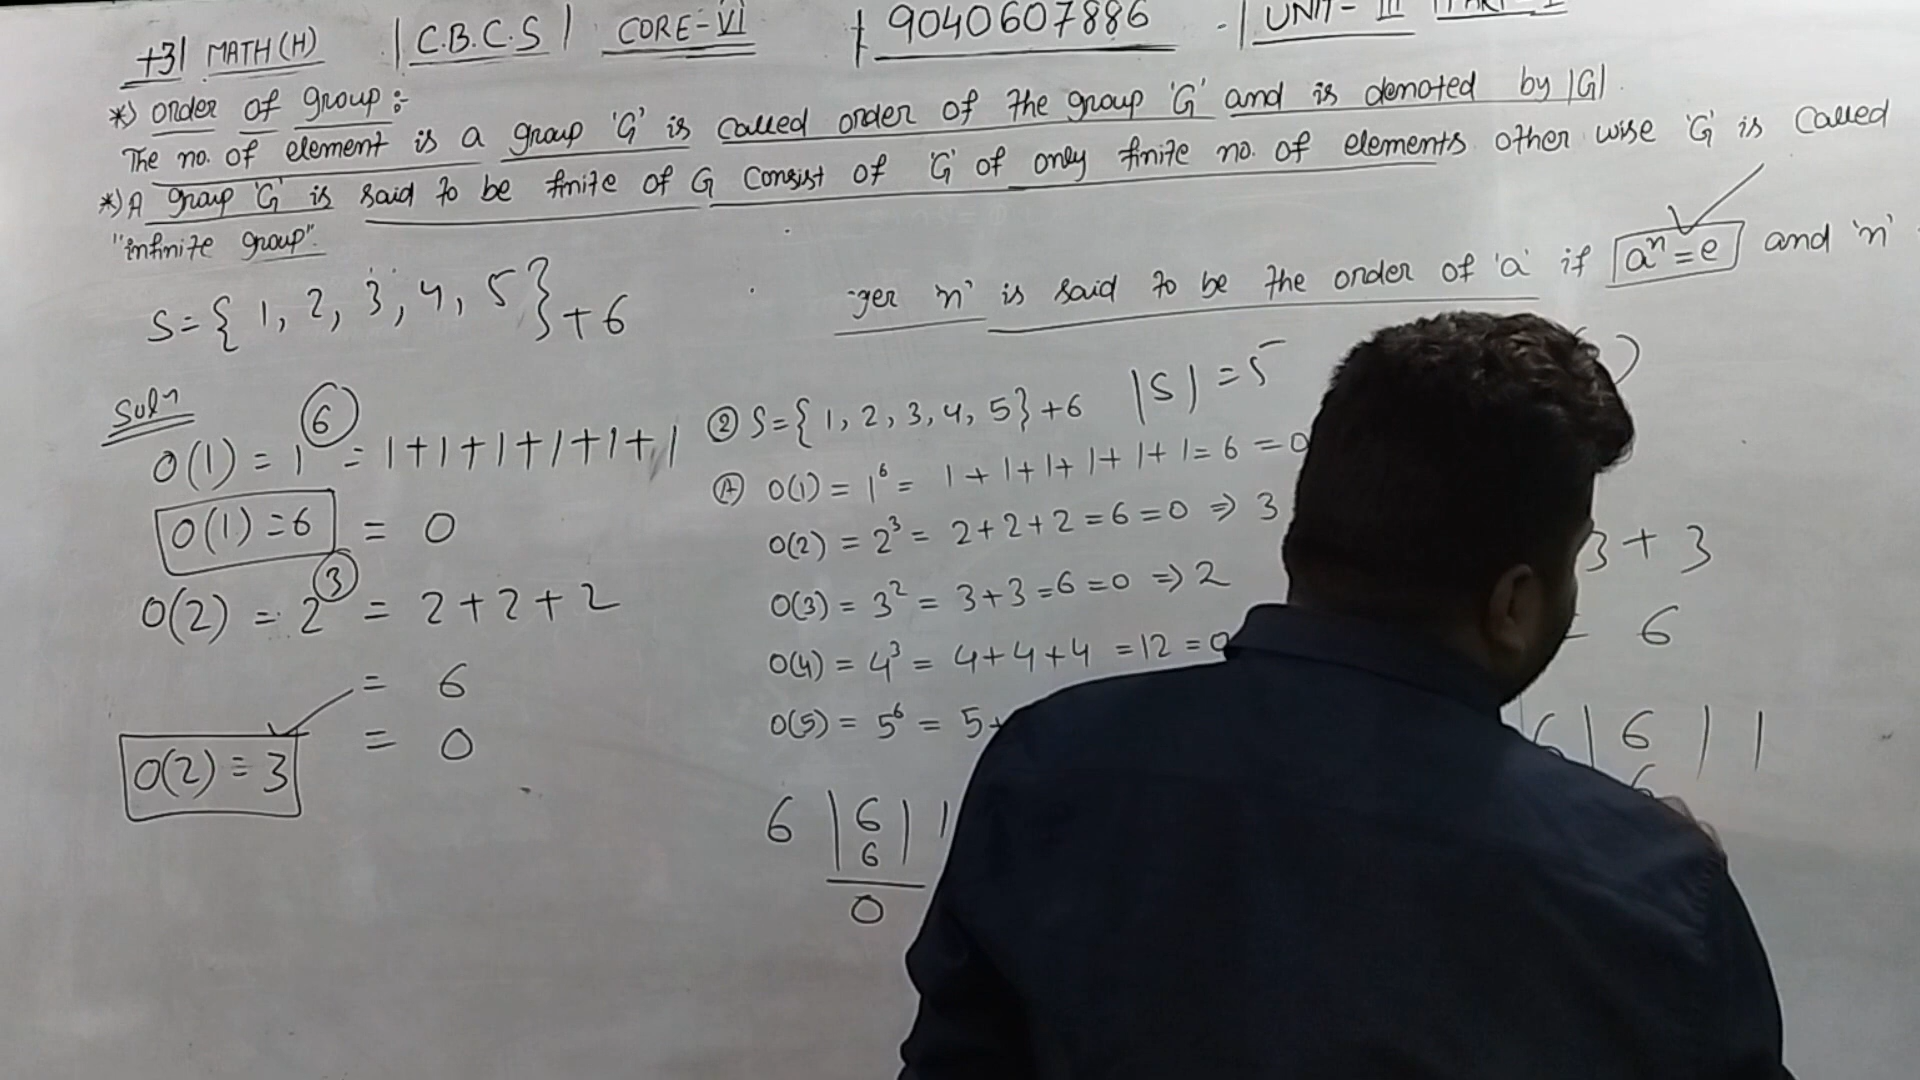 +3| MATH(H) | C.B.C.S | CORE-VI | 9040607886 - | UNIT- III
*) order of group :-
The no. of element is a group 'G' is called order of the group 'G' and is denoted by |G|.
*) A group 'G' is said to be finite of G consist of 'G' of only finite no. of elements other wise 'G' is called
"infinite group".
ger 'n' is said to be the order of 'a' if aⁿ=e and 'n'
S={ 1, 2, 3, 4, 5}+6
Solⁿ
O(1) = 1⁶ = 1+1+1+1+1+1
O(1)=6 = 0
O(2) = 2³ = 2+2+2
= 6
= 0
O(2) = 3
② S={ 1, 2, 3, 4, 5}+6 |S| = 5
Ⓐ O(1) = 1⁶ = 1+1+1+1+1+1=6 =0
O(2) = 2³ = 2+2+2=6=0 ⇒ 3
O(3) = 3² = 3+3=6=0 ⇒ 2
O(4) = 4³ = 4+4+4 =12 =0
O(5) = 5⁶ = 5+
6 | 6 | 1
6
0
3 + 3
= 6
6 | 6 | 1
6